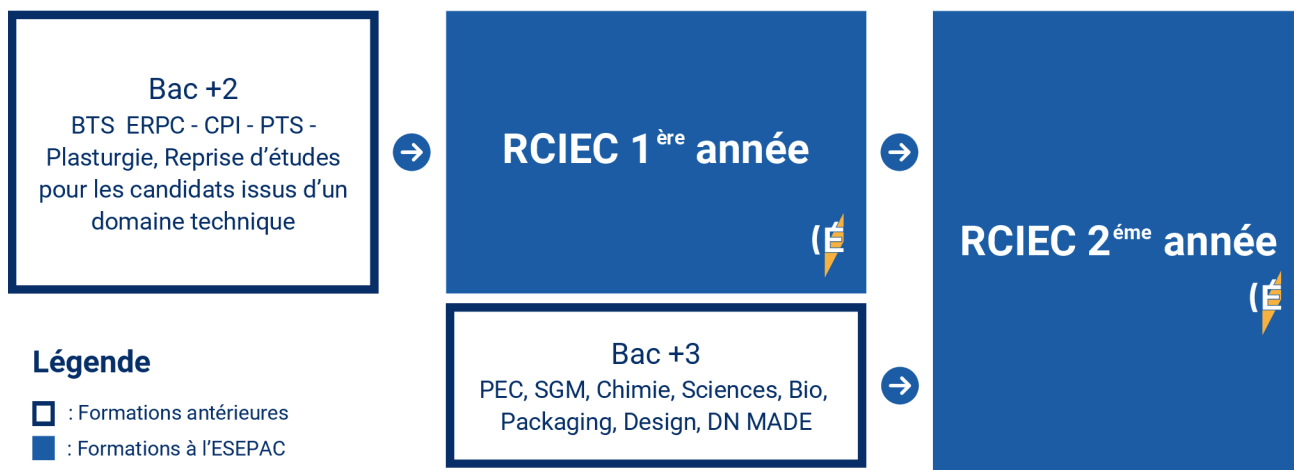 Bac +2
BTS ERPC - CPI - PTS -
Plasturgie, Reprise d’études
pour les candidats issus d’un
domaine technique
RCIEC 1ère année
(É
RCIEC 2éme année
(É
Bac +3
PEC, SGM, Chimie, Sciences, Bio,
Packaging, Design, DN MADE
Légende
: Formations antérieures
: Formations à l’ESEPAC